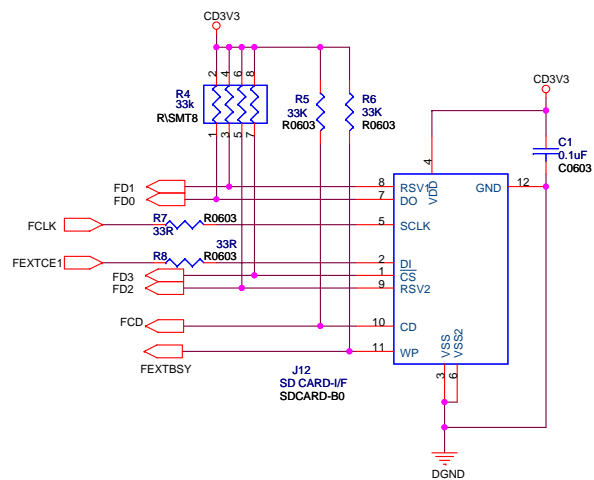 CD3V3
R4
33k
R\SMT8
2
4
6
8
1
3
5
7
R5
33K
R0603
R6
33K
R0603
CD3V3
C1
0.1uF
C0603
4
VDD
GND
12
FD1
8
RSV1
FD0
7
DO
FCLK
R7
33R
R0603
5
SCLK
FEXTCE1
R8
33R
R0603
2
DI
FD3
1
CS
FD2
9
RSV2
FCD
10
CD
FEXTBSY
11
WP
VSS
VSS2
3
6
J12
SD CARD-I/F
SDCARD-B0
DGND